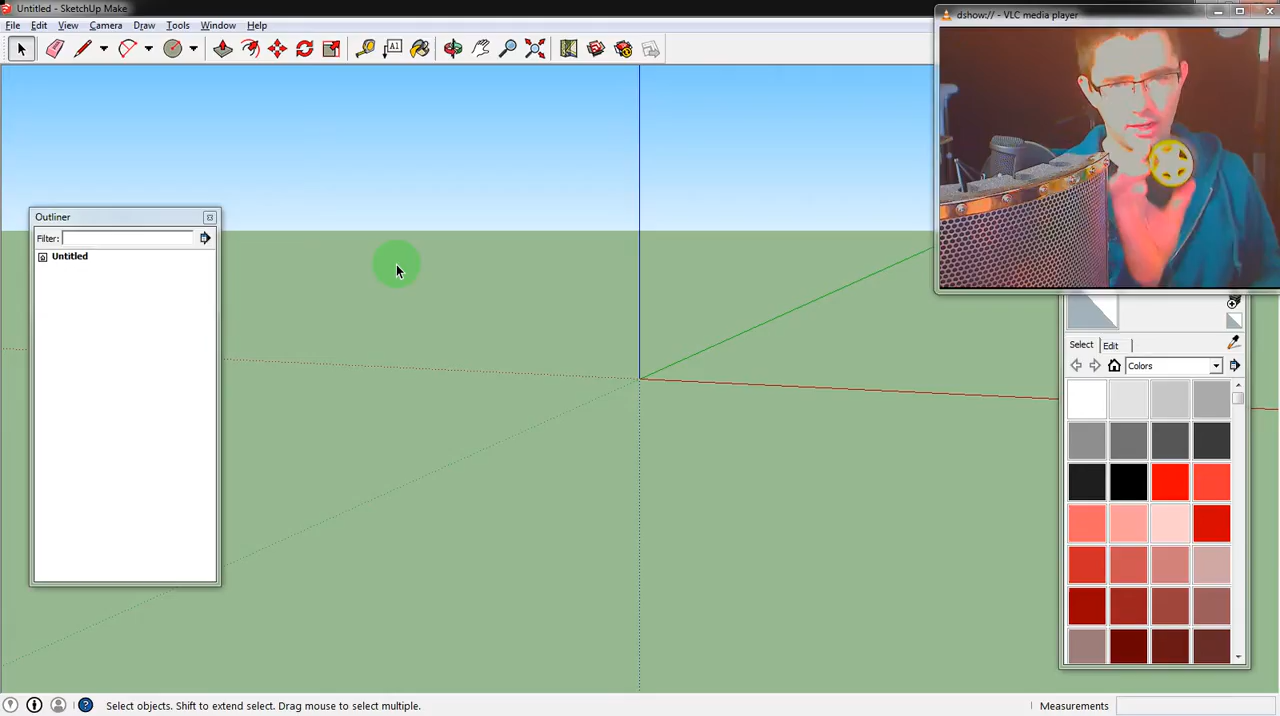 Untitled - SketchUp Make
dshow:// - VLC media player
File Edit View Camera Draw Tools Window Help
A1
Outliner
Filter:
Untitled
Select Edit
Colors
Select objects. Shift to extend select. Drag mouse to select multiple.
Measurements